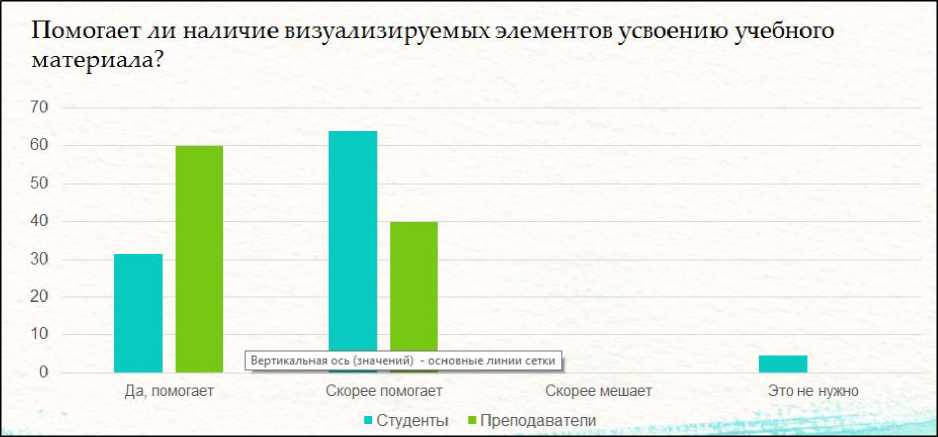 Помогает ли наличие визуализируемых элементов усвоению учебного
материала?
70
60
50
40
30
20
10
0
Вертикальная ось (значений) - основные линии сетки
Да, помогает Скорее помогает Скорее мешает Это не нужно
Студенты Преподаватели